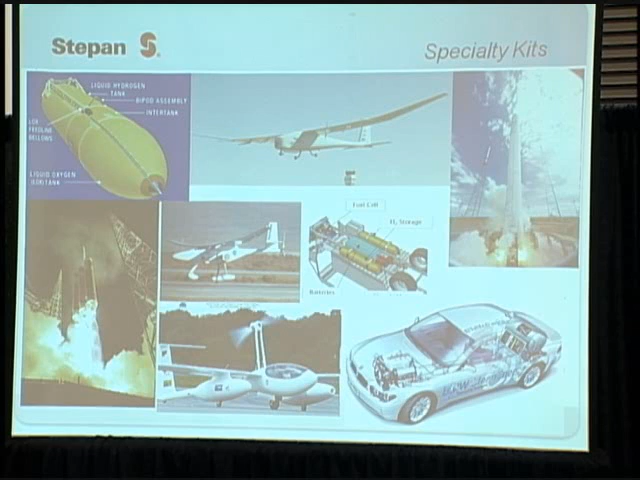 Stepan S
Specialty Kits
LIQUID HYDROGEN
TANK
BIPOD ASSEMBLY
INTERTANK
LO2
FEEDLINE
BELLOWS
LIQUID OXYGEN
Fuel Cell
H2 Storage
Batteries